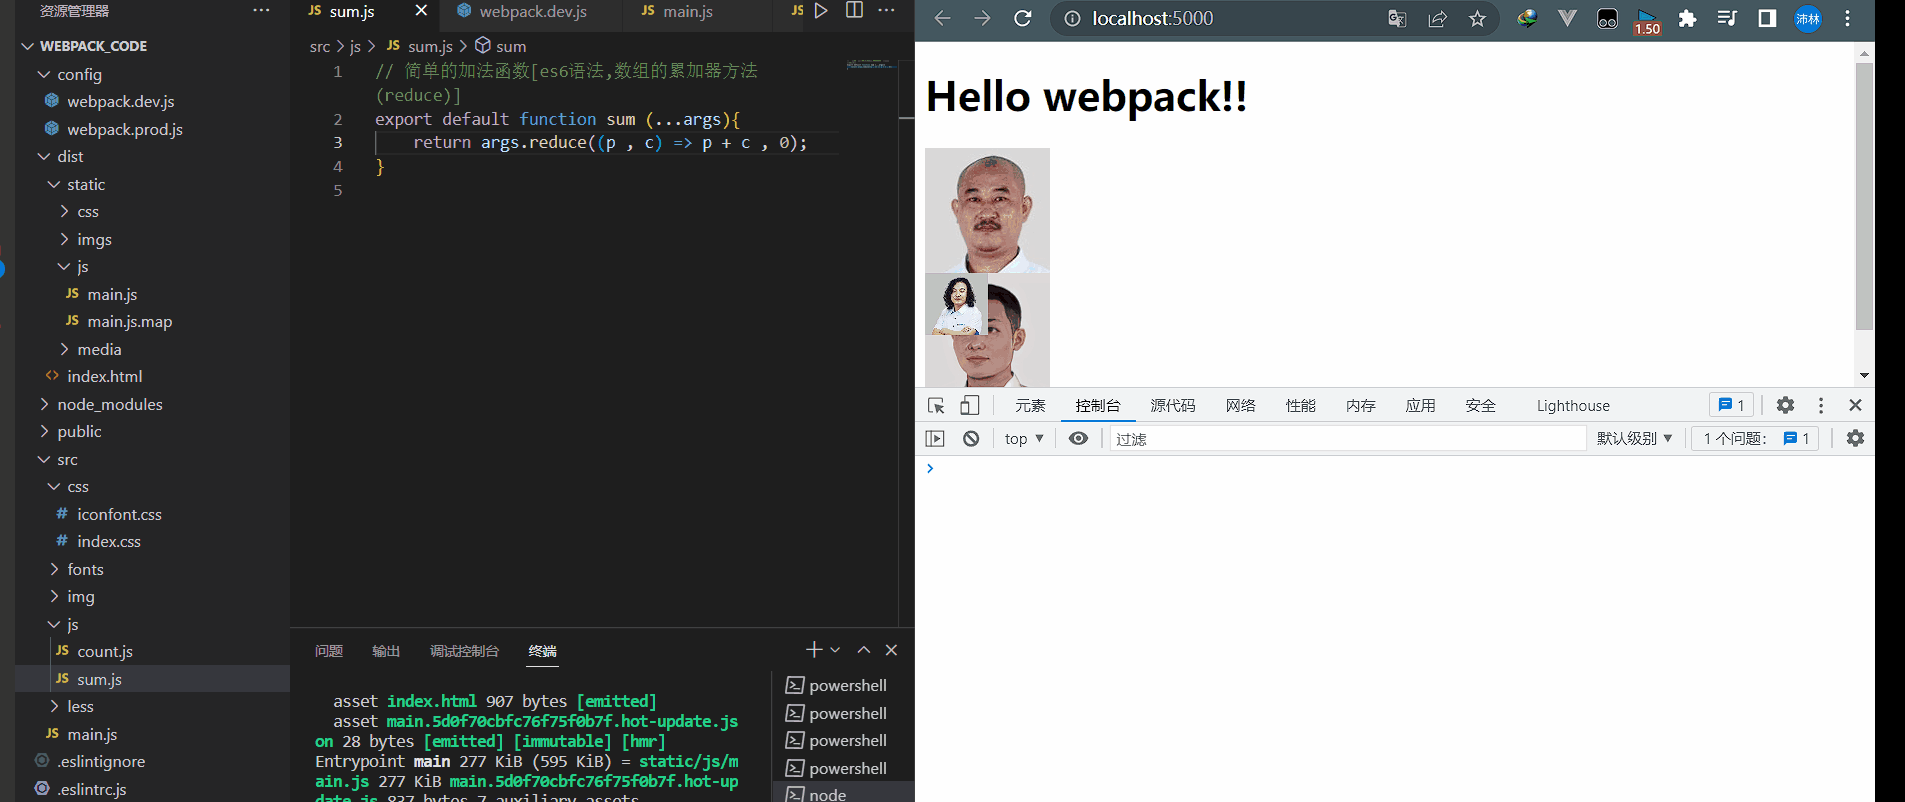 资源管理器
WEBPACK_CODE
config
webpack.dev.js
webpack.prod.js
dist
static
css
imgs
js
main.js
main.js.map
media
index.html
node_modules
public
src
css
iconfont.css
index.css
fonts
img
js
count.js
sum.js
less
main.js
.eslintignore
.eslintrc.js
sum.js
webpack.dev.js
main.js
src > js > JS sum.js > sum
1 // 简单的加法函数[es6语法,数组的累加器方法
(reduce)]
2 export default function sum (...args){
3 return args.reduce((p , c) => p + c , 0);
4 }
5
问题 输出 调试控制台 终端
asset index.html 907 bytes [emitted]
asset main.5d0f70cbfc76f75f0b7f.hot-update.js
on 28 bytes [emitted] [immutable] [hmr]
Entrypoint main 277 KiB (595 KiB) = static/js/m
ain.js 277 KiB main.5d0f70cbfc76f75f0b7f.hot-up
date.js 837 bytes 7 auxiliary assets
powershell
powershell
powershell
powershell
node
localhost:5000
1.50
沛林
Hello webpack!!
元素 控制台 源代码 网络 性能 内存 应用 安全 Lighthouse 1
top 过滤 默认级别 1 个问题: 1